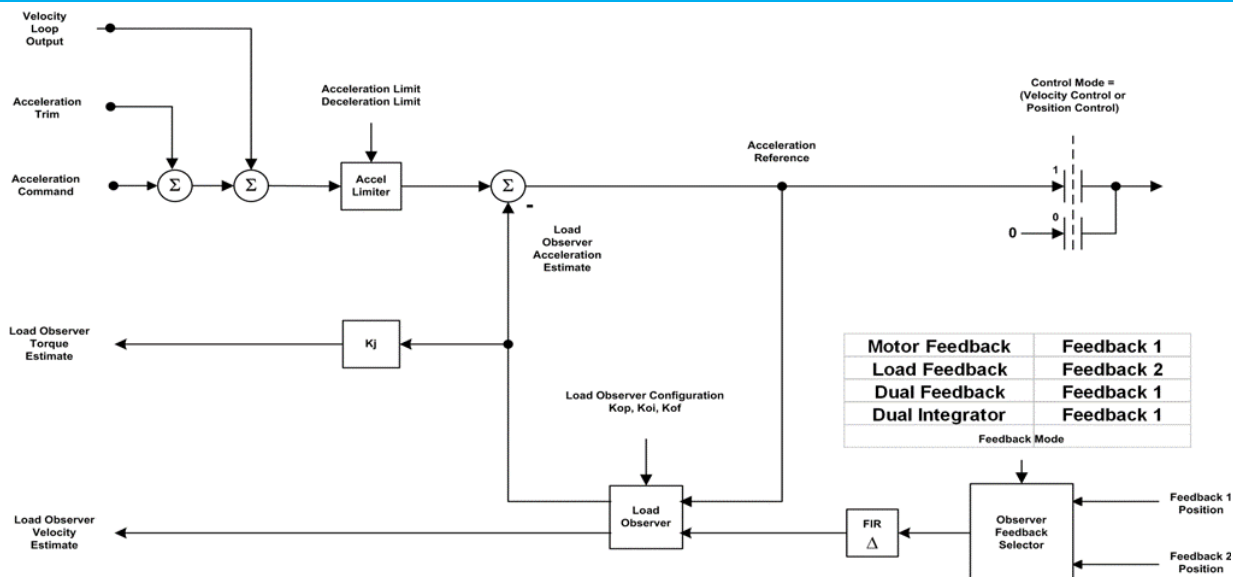 Velocity
Loop
Output
Acceleration
Trim
Acceleration
Command
Σ
Σ
Acceleration Limit
Deceleration Limit
Accel
Limiter
Σ
-
Load
Observer
Acceleration
Estimate
Acceleration
Reference
Control Mode =
(Velocity Control or
Position Control)
1
0
0
Load Observer
Torque
Estimate
Kj
Load Observer Configuration
Kop, Koi, Kof
Motor Feedback Feedback 1
Load Feedback Feedback 2
Dual Feedback Feedback 1
Dual Integrator Feedback 1
Feedback Mode
Load Observer
Velocity
Estimate
Load
Observer
FIR
Δ
Observer
Feedback
Selector
Feedback 1
Position
Feedback 2
Position